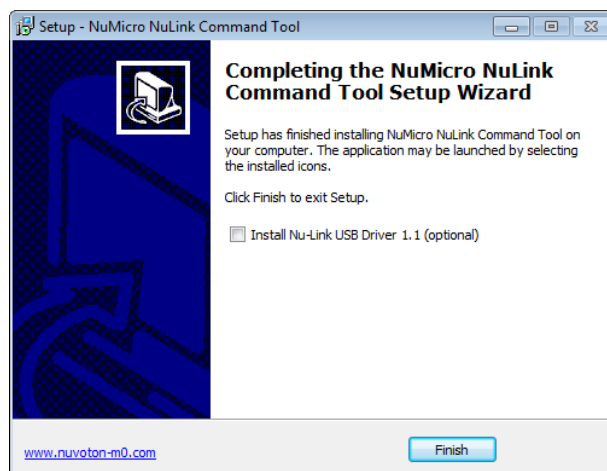 Setup - NuMicro NuLink Command Tool
Completing the NuMicro NuLink
Command Tool Setup Wizard
Setup has finished installing NuMicro NuLink Command Tool on
your computer. The application may be launched by selecting
the installed icons.
Click Finish to exit Setup.
Install Nu-Link USB Driver 1.1 (optional)
www.nuvoton-m0.com
Finish